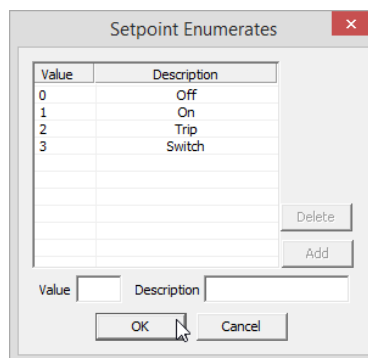 Setpoint Enumerates
Value Description
0 Off
1 On
2 Trip
3 Switch
Delete
Add
Value Description
OK Cancel